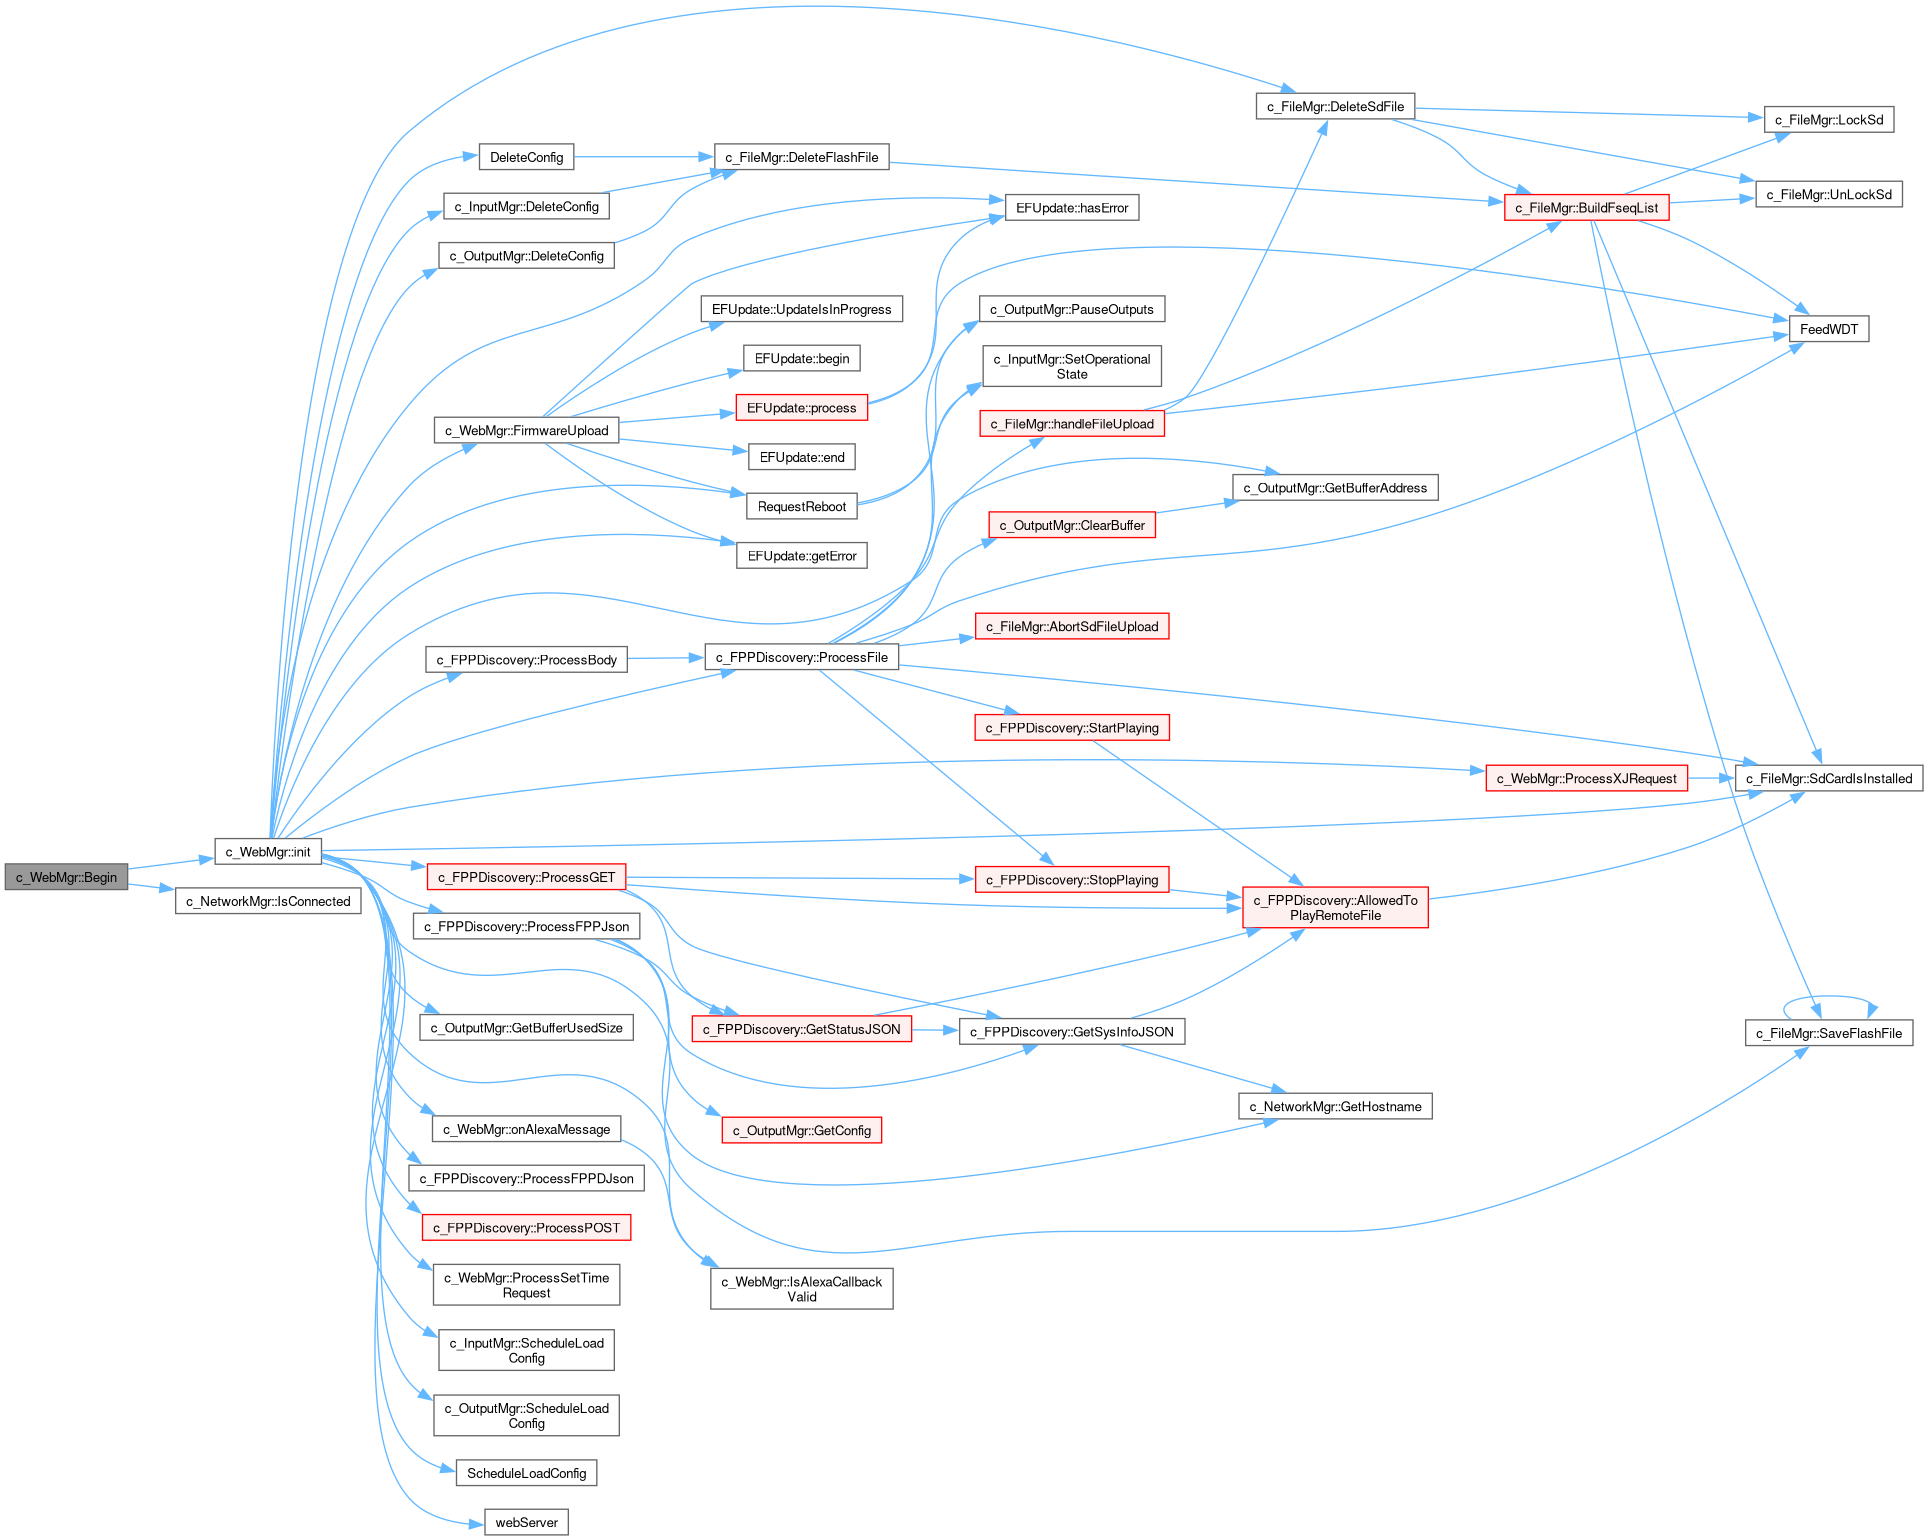 c_WebMgr::Begin
c_WebMgr::init
c_NetworkMgr::IsConnected
DeleteConfig
c_InputMgr::DeleteConfig
c_OutputMgr::DeleteConfig
c_WebMgr::FirmwareUpload
c_FPPDiscovery::ProcessBody
c_FPPDiscovery::ProcessGET
c_FPPDiscovery::ProcessFPPJson
c_OutputMgr::GetBufferUsedSize
c_WebMgr::onAlexaMessage
c_FPPDiscovery::ProcessFPPDJson
c_FPPDiscovery::ProcessPOST
c_WebMgr::ProcessSetTime
Request
c_InputMgr::ScheduleLoad
Config
c_OutputMgr::ScheduleLoad
Config
ScheduleLoadConfig
webServer
c_FileMgr::DeleteFlashFile
EFUpdate::UpdateIsInProgress
EFUpdate::begin
EFUpdate::process
EFUpdate::end
RequestReboot
EFUpdate::getError
c_FPPDiscovery::ProcessFile
c_FPPDiscovery::GetStatusJSON
c_OutputMgr::GetConfig
c_WebMgr::IsAlexaCallback
Valid
EFUpdate::hasError
c_OutputMgr::PauseOutputs
c_InputMgr::SetOperational
State
c_FileMgr::handleFileUpload
c_OutputMgr::ClearBuffer
c_FileMgr::AbortSdFileUpload
c_FPPDiscovery::StartPlaying
c_FPPDiscovery::StopPlaying
c_FPPDiscovery::GetSysInfoJSON
c_FileMgr::DeleteSdFile
c_OutputMgr::GetBufferAddress
c_FPPDiscovery::AllowedTo
PlayRemoteFile
c_NetworkMgr::GetHostname
c_FileMgr::BuildFseqList
c_WebMgr::ProcessXJRequest
c_FileMgr::LockSd
c_FileMgr::UnLockSd
FeedWDT
c_FileMgr::SdCardIsInstalled
c_FileMgr::SaveFlashFile